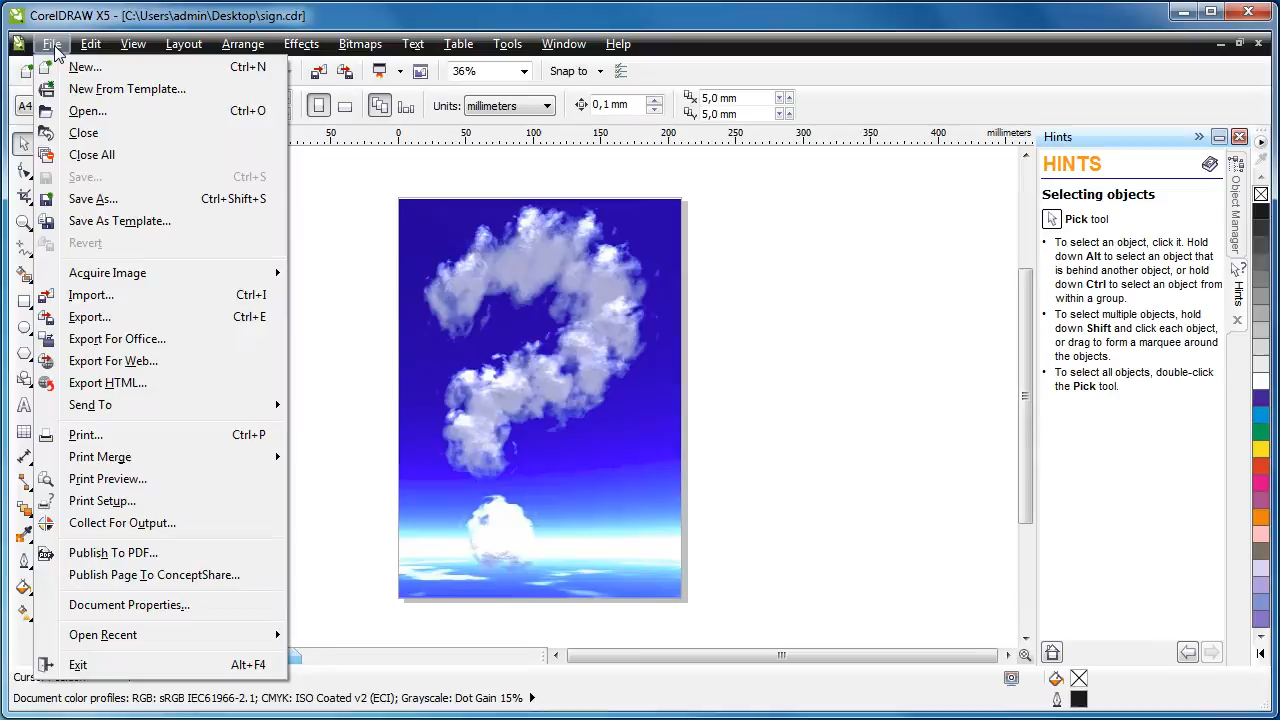 CorelDRAW X5 - [C:\Users\admin\Desktop\sign.cdr]
File Edit View Layout Arrange Effects Bitmaps Text Table Tools Window Help
36% Snap to
A4 Units: millimeters 0,1 mm 5,0 mm
5,0 mm
50 0 50 100 150 200 250 300 350 400 millimeters
New... Ctrl+N
New From Template...
Open... Ctrl+O
Close
Close All
Save... Ctrl+S
Save As... Ctrl+Shift+S
Save As Template...
Revert
Acquire Image
Import... Ctrl+I
Export... Ctrl+E
Export For Office...
Export For Web...
Export HTML...
Send To
Print... Ctrl+P
Print Merge
Print Preview...
Print Setup...
Collect For Output...
Publish To PDF...
Publish Page To ConceptShare...
Document Properties...
Open Recent
Exit Alt+F4
Hints
HINTS
Selecting objects
Pick tool
• To select an object, click it. Hold
down Alt to select an object that
is behind another object, or hold
down Ctrl to select an object from
within a group.
• To select multiple objects, hold
down Shift and click each object,
or drag to form a marquee around
the objects.
• To select all objects, double-click
the Pick tool.
Object Manager
Hints
Document color profiles: RGB: sRGB IEC61966-2.1; CMYK: ISO Coated v2 (ECI); Grayscale: Dot Gain 15%